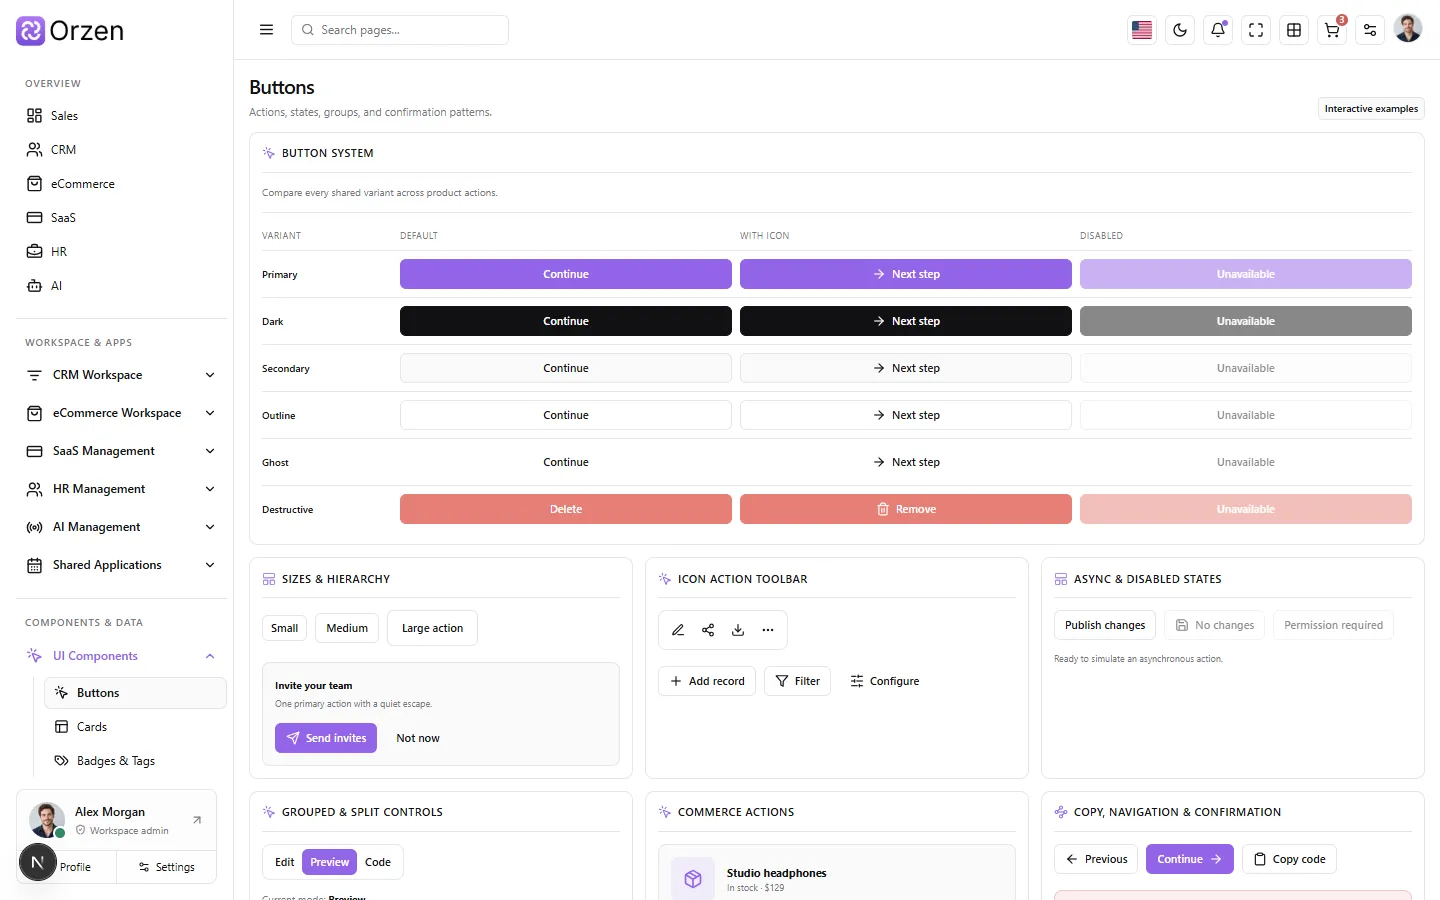 Orzen
Search pages...
3
OVERVIEW
Sales
CRM
eCommerce
SaaS
HR
AI
WORKSPACE & APPS
CRM Workspace
eCommerce Workspace
SaaS Management
HR Management
AI Management
Shared Applications
COMPONENTS & DATA
UI Components
Buttons
Cards
Badges & Tags
Alex Morgan
Workspace admin
N
Profile
Settings
Buttons
Actions, states, groups, and confirmation patterns.
Interactive examples
BUTTON SYSTEM
Compare every shared variant across product actions.
VARIANT DEFAULT WITH ICON DISABLED
Primary Continue Next step Unavailable
Dark Continue Next step Unavailable
Secondary Continue Next step Unavailable
Outline Continue Next step Unavailable
Ghost Continue Next step Unavailable
Destructive Delete Remove Unavailable
SIZES & HIERARCHY
Small Medium Large action
Invite your team
One primary action with a quiet escape.
Send invites Not now
ICON ACTION TOOLBAR
Add record Filter Configure
ASYNC & DISABLED STATES
Publish changes No changes Permission required
Ready to simulate an asynchronous action.
GROUPED & SPLIT CONTROLS
Edit Preview Code
Current mode: Preview
COMMERCE ACTIONS
Studio headphones
In stock · $129
COPY, NAVIGATION & CONFIRMATION
Previous Continue Copy code